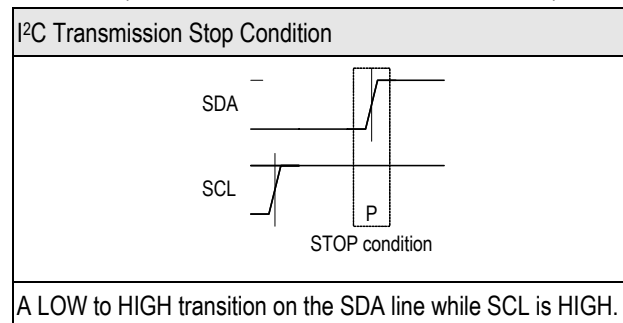 I²C Transmission Stop Condition
SDA
SCL
P
STOP condition
A LOW to HIGH transition on the SDA line while SCL is HIGH.